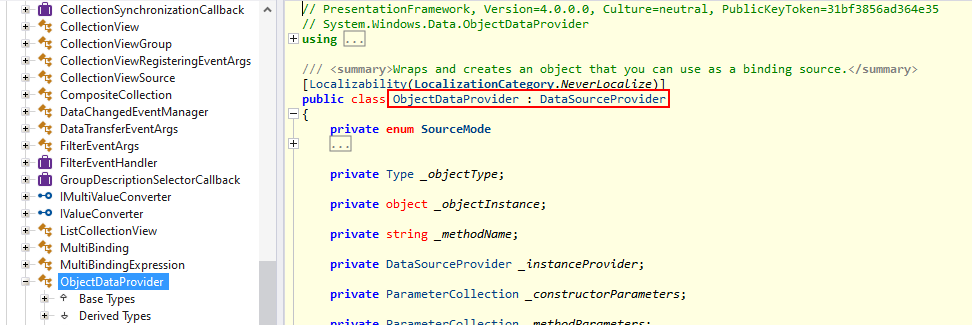 CollectionSynchronizationCallback
CollectionView
CollectionViewGroup
CollectionViewRegisteringEventArgs
CollectionViewSource
CompositeCollection
DataChangedEventManager
DataTransferEventArgs
FilterEventArgs
FilterEventHandler
GroupDescriptionSelectorCallback
IMultiValueConverter
IValueConverter
ListCollectionView
MultiBinding
MultiBindingExpression
ObjectDataProvider
Base Types
Derived Types
// PresentationFramework, Version=4.0.0.0, Culture=neutral, PublicKeyToken=31bf3856ad364e35
// System.Windows.Data.ObjectDataProvider
using ...
/// <summary>Wraps and creates an object that you can use as a binding source.</summary>
[Localizability(LocalizationCategory.NeverLocalize)]
public class ObjectDataProvider : DataSourceProvider
{
private enum SourceMode
...
private Type _objectType;
private object _objectInstance;
private string _methodName;
private DataSourceProvider _instanceProvider;
private ParameterCollection _constructorParameters;
private ParameterCollection _methodParameters;